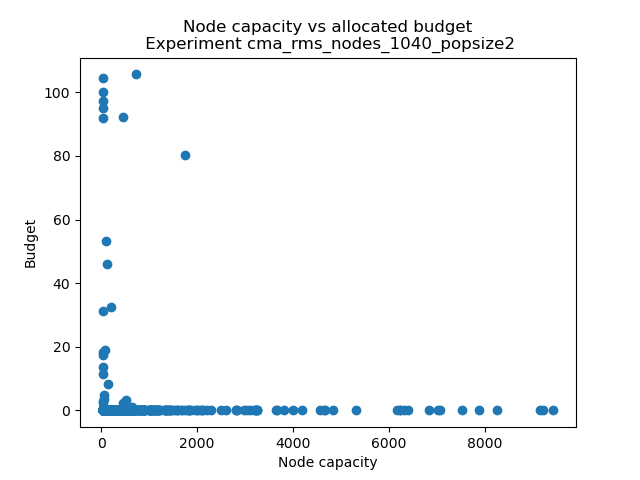 Node capacity vs allocated budget
Experiment cma_rms_nodes_1040_popsize2
100
80
60
40
20
0
Budget
0 2000 4000 6000 8000
Node capacity